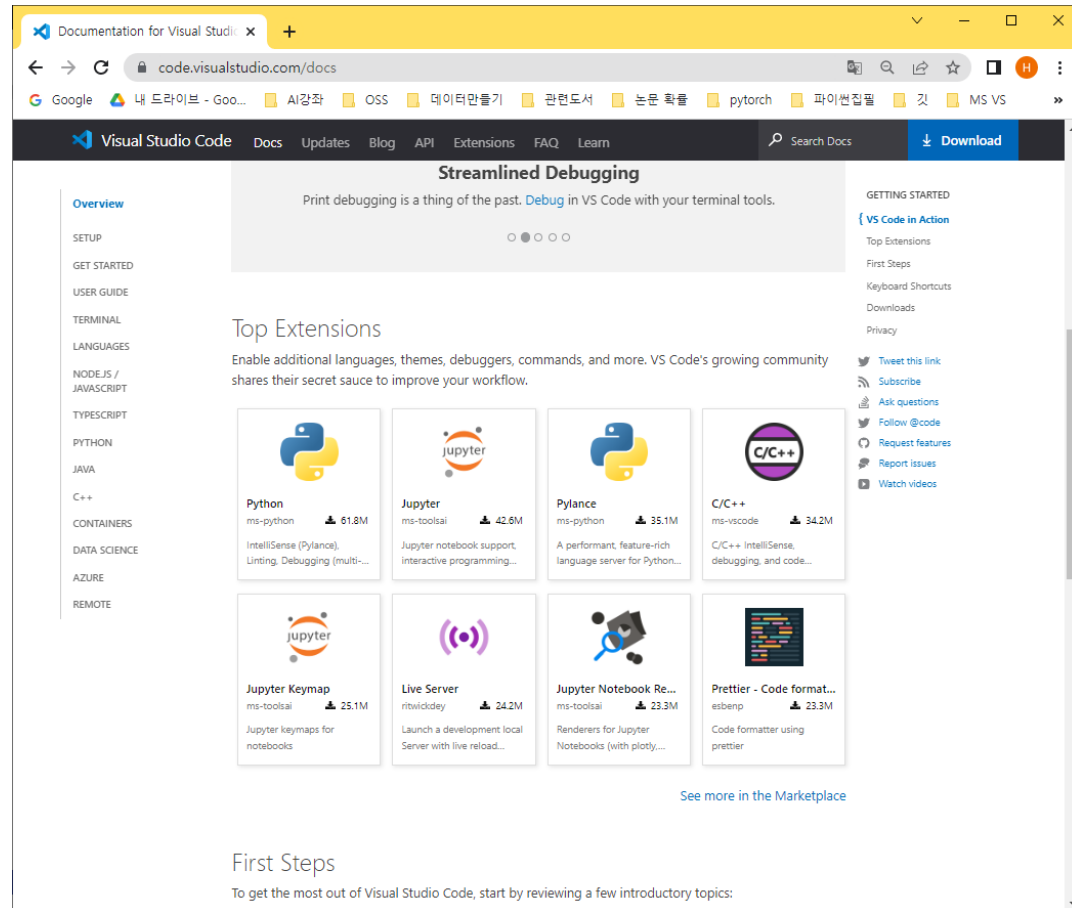 Documentation for Visual Studio
code.visualstudio.com/docs
H
Google 내 드라이브 - Goo... AI강좌 OSS 데이터만들기 관련도서 논문 확률 pytorch 파이썬집필 깃 MS VS »
Visual Studio Code Docs Updates Blog API Extensions FAQ Learn Search Docs Download
Overview
SETUP
GET STARTED
USER GUIDE
TERMINAL
LANGUAGES
NODE.JS /
JAVASCRIPT
TYPESCRIPT
PYTHON
JAVA
C++
CONTAINERS
DATA SCIENCE
AZURE
REMOTE
Streamlined Debugging
Print debugging is a thing of the past. Debug in VS Code with your terminal tools.
Top Extensions
Enable additional languages, themes, debuggers, commands, and more. VS Code's growing community
shares their secret sauce to improve your workflow.
Python
ms-python 61.8M
IntelliSense (Pylance),
Linting, Debugging (multi-...
jupyter
Jupyter
ms-toolsai 42.6M
Jupyter notebook support,
interactive programming...
Pylance
ms-python 35.1M
A performant, feature-rich
language server for Python...
C/C++
C/C++
ms-vscode 34.2M
C/C++ IntelliSense,
debugging, and code...
jupyter
Jupyter Keymap
ms-toolsai 25.1M
Jupyter keymaps for
notebooks
Live Server
ritwickdey 24.2M
Launch a development local
Server with live reload...
Jupyter Notebook Re...
ms-toolsai 23.3M
Renderers for Jupyter
Notebooks (with plotly,...
Prettier - Code format...
esbenp 23.3M
Code formatter using
prettier
See more in the Marketplace
First Steps
To get the most out of Visual Studio Code, start by reviewing a few introductory topics:
GETTING STARTED
{ VS Code in Action
Top Extensions
First Steps
Keyboard Shortcuts
Downloads
Privacy
Tweet this link
Subscribe
Ask questions
Follow @code
Request features
Report issues
Watch videos